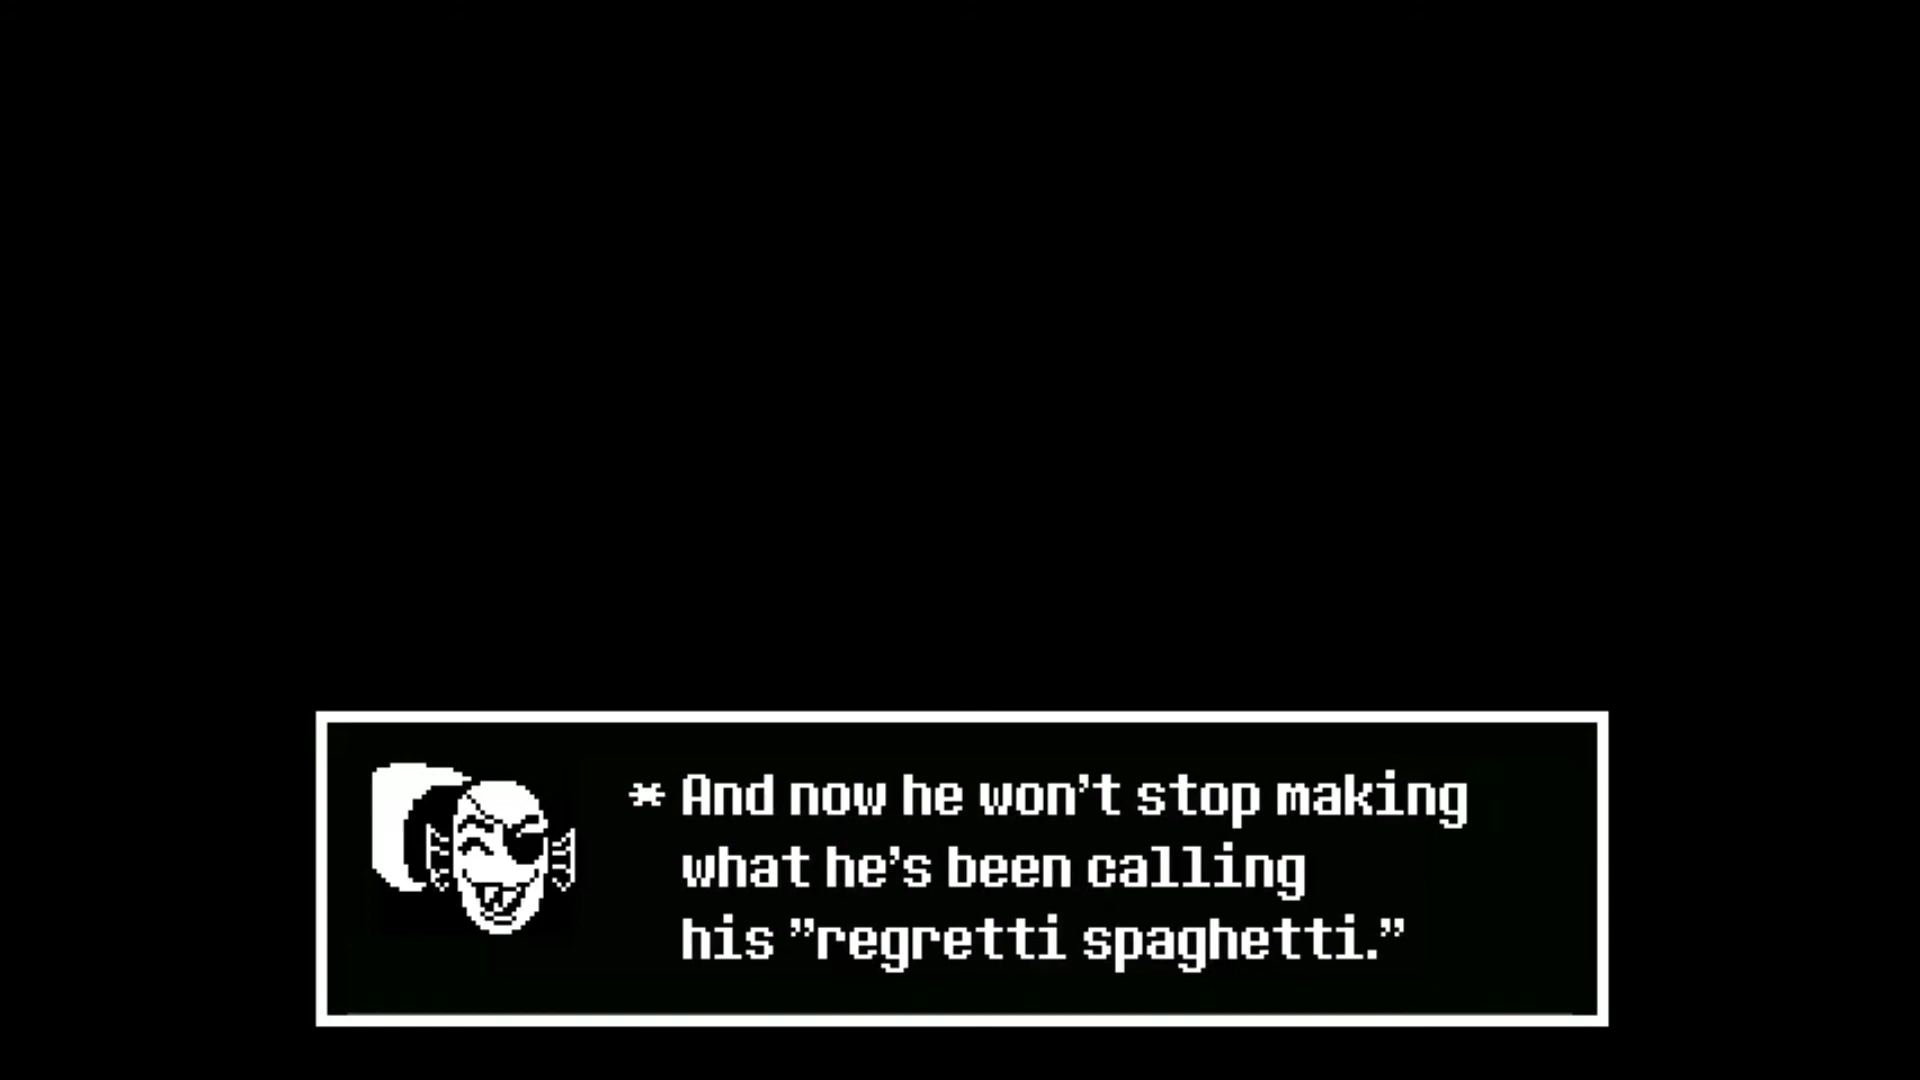 * And now he won't stop making
what he's been calling
his "regretti spaghetti."